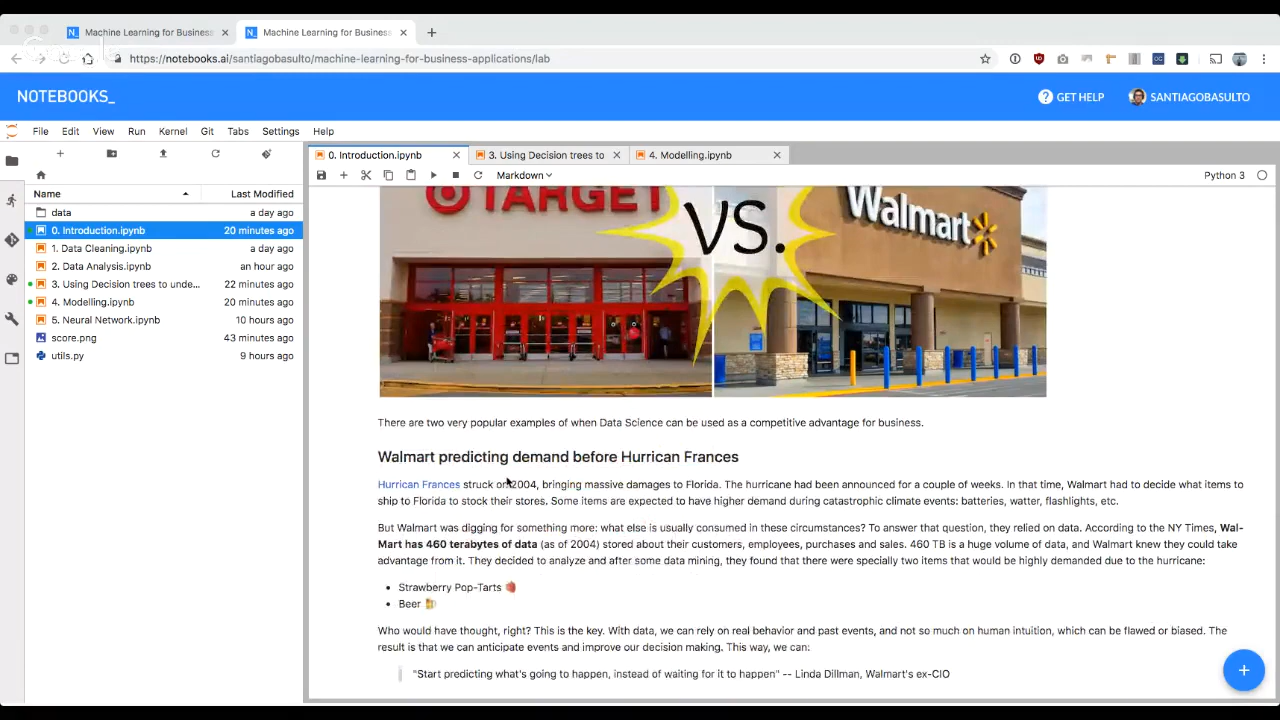 Machine Learning for Business
Machine Learning for Business
https://notebooks.ai/santiagobasulto/machine-learning-for-business-applications/lab
NOTEBOOKS_
GET HELP
SANTIAGOBASULTO
File Edit View Run Kernel Git Tabs Settings Help
0. Introduction.ipynb
3. Using Decision trees to
4. Modelling.ipynb
Markdown
Python 3
Name Last Modified
data a day ago
0. Introduction.ipynb 20 minutes ago
1. Data Cleaning.ipynb a day ago
2. Data Analysis.ipynb an hour ago
3. Using Decision trees to unde... 22 minutes ago
4. Modelling.ipynb 20 minutes ago
5. Neural Network.ipynb 10 hours ago
score.png 43 minutes ago
utils.py 9 hours ago
TARGET
VS.
Walmart
There are two very popular examples of when Data Science can be used as a competitive advantage for business.
Walmart predicting demand before Hurrican Frances
Hurrican Frances struck on 2004, bringing massive damages to Florida. The hurricane had been announced for a couple of weeks. In that time, Walmart had to decide what items to
ship to Florida to stock their stores. Some items are expected to have higher demand during catastrophic climate events: batteries, watter, flashlights, etc.
But Walmart was digging for something more: what else is usually consumed in these circumstances? To answer that question, they relied on data. According to the NY Times, Wal-
Mart has 460 terabytes of data (as of 2004) stored about their customers, employees, purchases and sales. 460 TB is a huge volume of data, and Walmart knew they could take
advantage from it. They decided to analyze and after some data mining, they found that there were specially two items that would be highly demanded due to the hurricane:
• Strawberry Pop-Tarts
• Beer
Who would have thought, right? This is the key. With data, we can rely on real behavior and past events, and not so much on human intuition, which can be flawed or biased. The
result is that we can anticipate events and improve our decision making. This way, we can:
"Start predicting what's going to happen, instead of waiting for it to happen" -- Linda Dillman, Walmart's ex-CIO